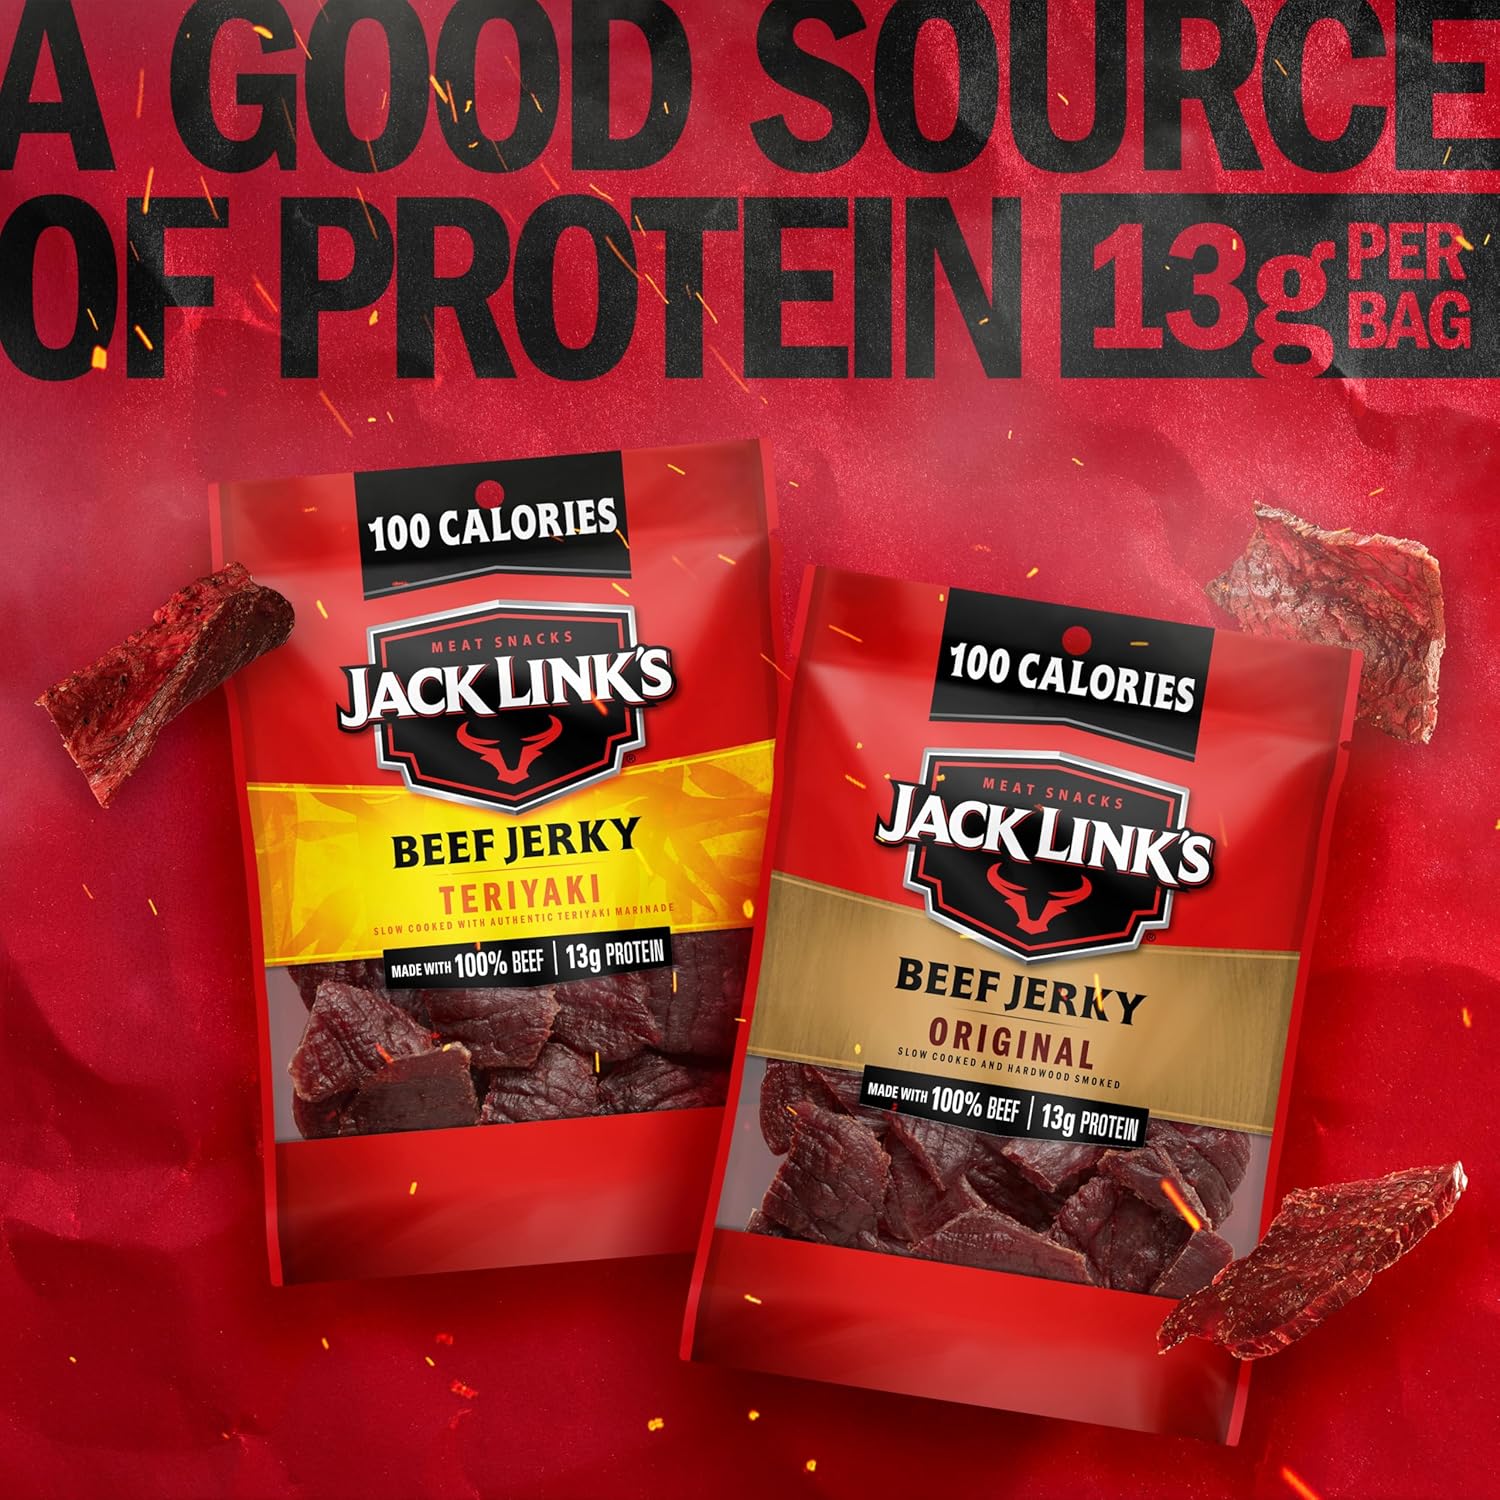 A GOOD SOURCE
OF PROTEIN 13g PER BAG
100 CALORIES
MEAT SNACKS
JACK LINK'S
®
BEEF JERKY
TERIYAKI
SLOW COOKED WITH AUTHENTIC TERIYAKI MARINADE
MADE WITH 100% BEEF | 13g PROTEIN
100 CALORIES
MEAT SNACKS
JACK LINK'S
®
BEEF JERKY
ORIGINAL
SLOW COOKED AND HARDWOOD SMOKED
MADE WITH 100% BEEF | 13g PROTEIN